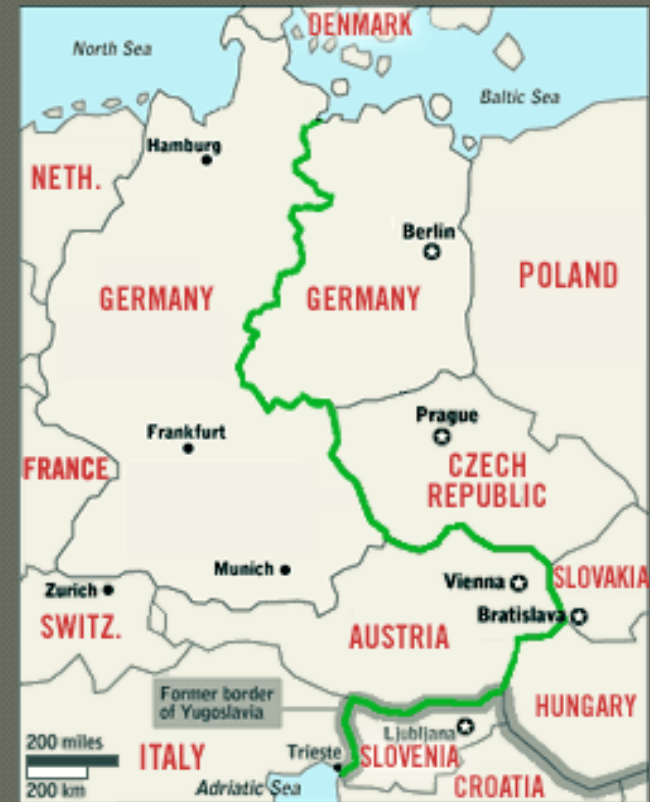 DENMARK
North Sea
Baltic Sea
Hamburg
NETH.
Berlin
POLAND
GERMANY
GERMANY
Prague
Frankfurt
CZECH
REPUBLIC
FRANCE
Munich
Vienna
SLOVAKIA
Zurich
Bratislava
SWITZ.
AUSTRIA
Former border
of Yugoslavia
HUNGARY
200 miles
Ljubljana
ITALY
Trieste
SLOVENIA
200 km
Adriatic Sea
CROATIA